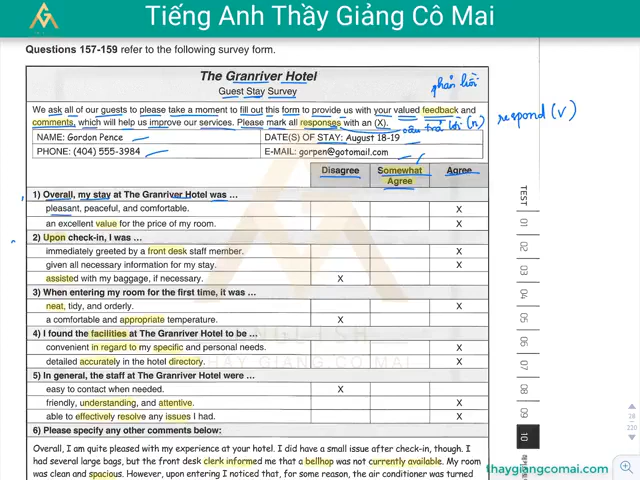 Tiếng Anh Thầy Giảng Cô Mai
Questions 157-159 refer to the following survey form.
The Granriver Hotel
phản hồi
Guest Stay Survey
We ask all of our guests to please take a moment to fill out this form to provide us with your valued feedback and
comments, which will help us improve our services. Please mark all responses with an (X).
câu trả lời (n) respond (v)
NAME: Gordon Pence DATE(S) OF STAY: August 18-19
PHONE: (404) 555-3984 E-MAIL: gorpen@gotomail.com
Disagree Somewhat Agree Agree
1) Overall, my stay at The Granriver Hotel was ...
pleasant, peaceful, and comfortable. X
an excellent value for the price of my room. X
2) Upon check-in, I was ...
immediately greeted by a front desk staff member. X
given all necessary information for my stay. X
assisted with my baggage, if necessary. X
3) When entering my room for the first time, it was ...
neat, tidy, and orderly. X
a comfortable and appropriate temperature. X
4) I found the facilities at The Granriver Hotel to be ...
convenient in regard to my specific and personal needs. X
detailed accurately in the hotel directory. X
5) In general, the staff at The Granriver Hotel were ...
easy to contact when needed. X
friendly, understanding, and attentive. X
able to effectively resolve any issues I had. X
6) Please specify any other comments below:
Overall, I am quite pleased with my experience at your hotel. I did have a small issue after check-in, though. I
had several large bags, but the front desk clerk informed me that a bellhop was not currently available. My room
was clean and spacious. However, upon entering I noticed that, for some reason, the air conditioner was turned
TEST
01
02
03
04
05
06
07
08
09
10
19
220
ENGLISH
THAY GIANG CO MAI
thaygiangcomai.com